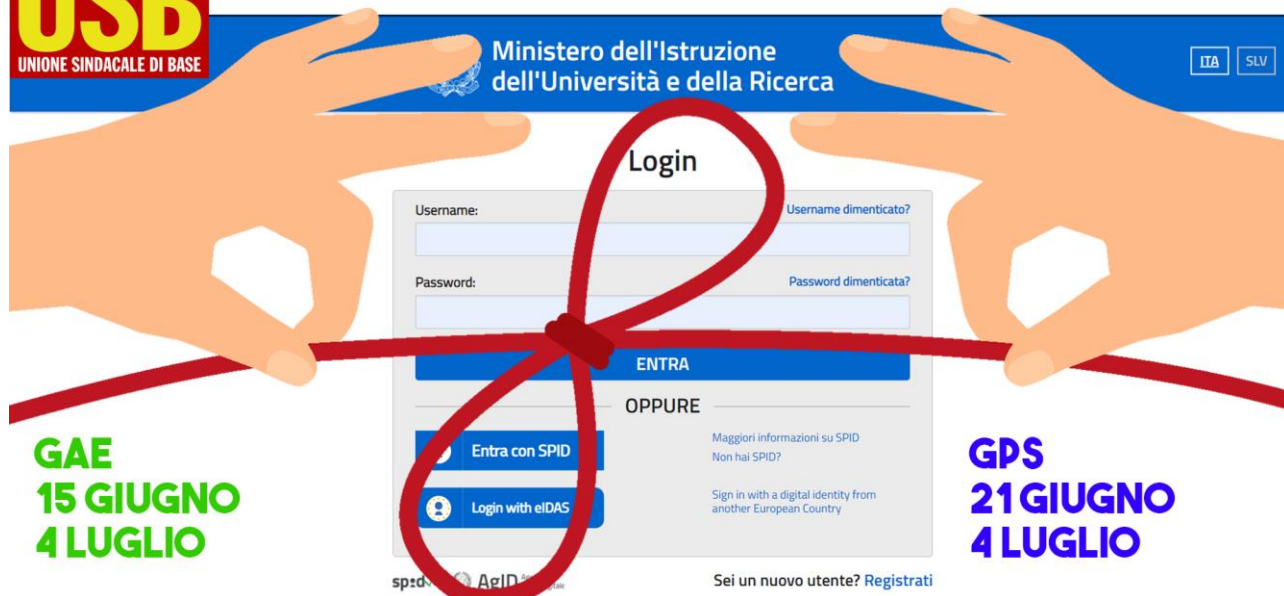 USB
UNIONE SINDACALE DI BASE
Ministero dell'Istruzione
dell'Università e della Ricerca
ITA SLV
Login
Username: Username dimenticato?
Password: Password dimenticata?
ENTRA
OPPURE
Entra con SPID
Maggiori informazioni su SPID
Non hai SPID?
Login with eIDAS
Sign in with a digital identity from
another European Country
GAE
15 GIUGNO
4 LUGLIO
GPS
21 GIUGNO
4 LUGLIO
sp:d AgID
Sei un nuovo utente? Registrati